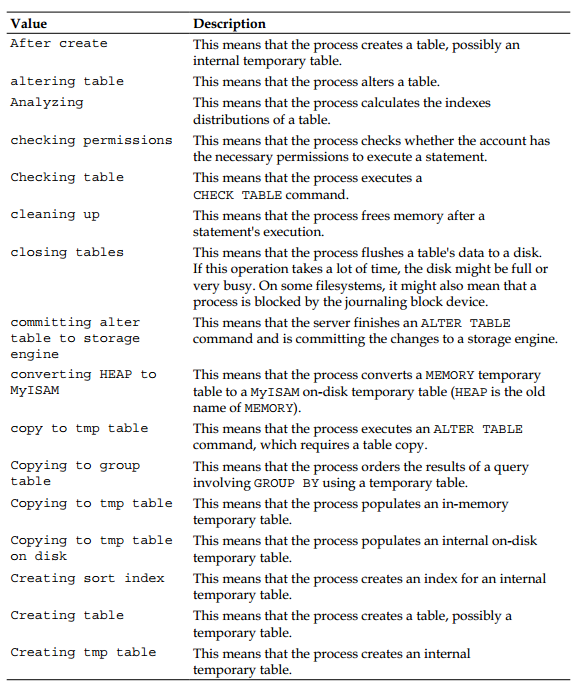 Value Description
After create This means that the process creates a table, possibly an
internal temporary table.
altering table This means that the process alters a table.
Analyzing This means that the process calculates the indexes
distributions of a table.
checking permissions This means that the process checks whether the account has
the necessary permissions to execute a statement.
Checking table This means that the process executes a
CHECK TABLE command.
cleaning up This means that the process frees memory after a
statement's execution.
closing tables This means that the process flushes a table's data to a disk.
If this operation takes a lot of time, the disk might be full or
very busy. On some filesystems, it might also mean that a
process is blocked by the journaling block device.
committing alter This means that the server finishes an ALTER TABLE
table to storage command and is committing the changes to a storage engine.
engine
converting HEAP to This means that the process converts a MEMORY temporary
MyISAM table to a MyISAM on-disk temporary table (HEAP is the old
name of MEMORY).
copy to tmp table This means that the process executes an ALTER TABLE
command, which requires a table copy.
Copying to group This means that the process orders the results of a query
table involving GROUP BY using a temporary table.
Copying to tmp table This means that the process populates an in-memory
temporary table.
Copying to tmp table This means that the process populates an internal on-disk
on disk temporary table.
Creating sort index This means that the process creates an index for an internal
temporary table.
Creating table This means that the process creates a table, possibly a
temporary table.
Creating tmp table This means that the process creates an internal
temporary table.